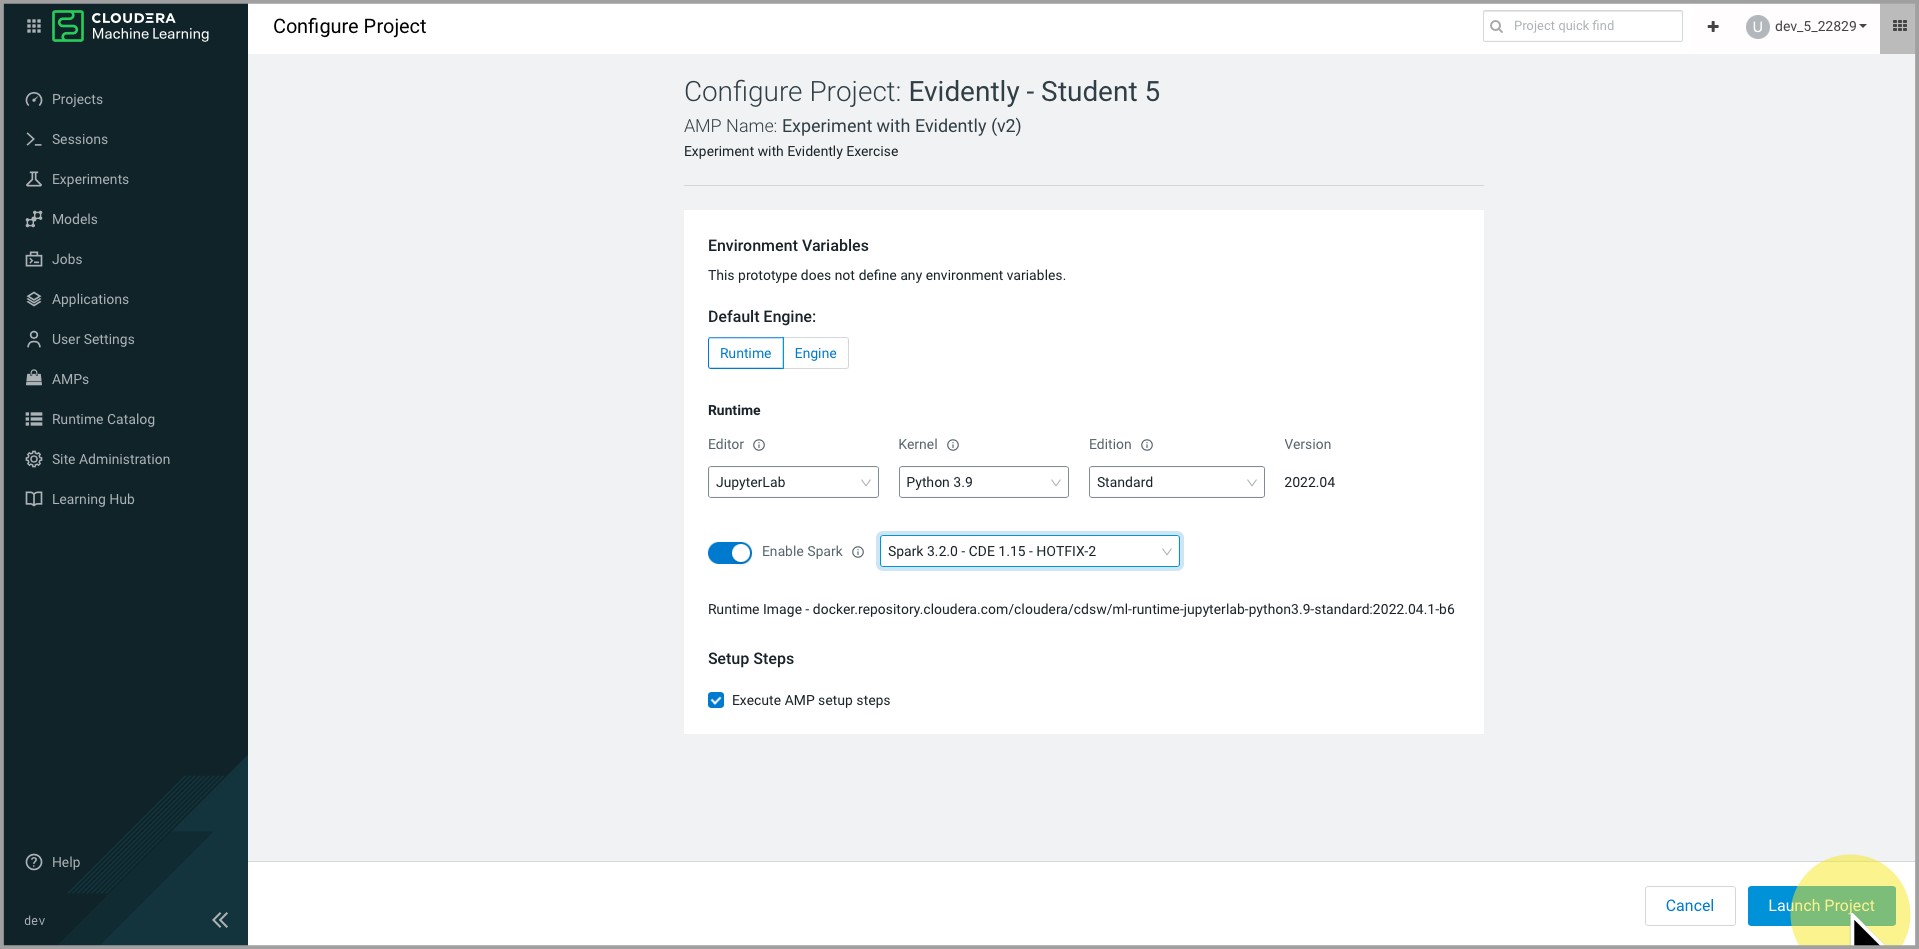 CLOUDERA
Machine Learning
Configure Project
Project quick find
U dev_5_22829
Projects
Sessions
Experiments
Models
Jobs
Applications
User Settings
AMPs
Runtime Catalog
Site Administration
Learning Hub
Help
dev
Configure Project: Evidently - Student 5
AMP Name: Experiment with Evidently (v2)
Experiment with Evidently Exercise
Environment Variables
This prototype does not define any environment variables.
Default Engine:
Runtime Engine
Runtime
Editor Kernel Edition Version
JupyterLab Python 3.9 Standard 2022.04
Enable Spark Spark 3.2.0 - CDE 1.15 - HOTFIX-2
Runtime Image - docker.repository.cloudera.com/cloudera/cdsw/ml-runtime-jupyterlab-python3.9-standard:2022.04.1-b6
Setup Steps
Execute AMP setup steps
Cancel Launch Project